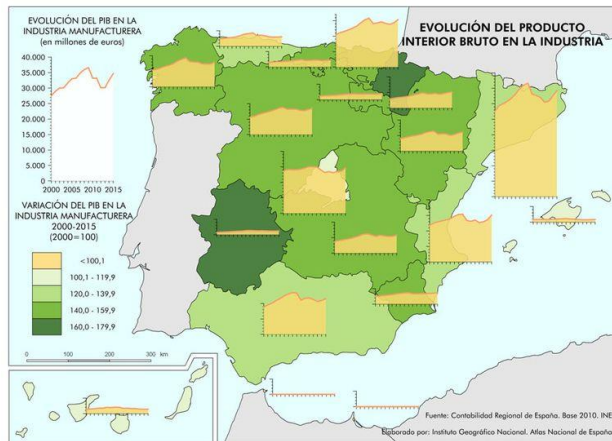 EVOLUCIÓN DEL PIB EN LA
INDUSTRIA MANUFACTURERA
(en millones de euros)
40.000
35.000
30.000
25.000
20.000
15.000
10.000
5.000
0
2000 2005 2010 2015
EVOLUCIÓN DEL PRODUCTO
INTERIOR BRUTO EN LA INDUSTRIA
VARIACIÓN DEL PIB EN LA
INDUSTRIA MANUFACTURERA
2000-2015
(2000=100)
<100,1
100,1 - 119,9
120,0 - 139,9
140,0 - 159,9
160,0 - 179,9
0 100 200 300 km
Fuente: Contabilidad Regional de España. Base 2010. INE
Elaborado por: Instituto Geográfico Nacional. Atlas Nacional de España